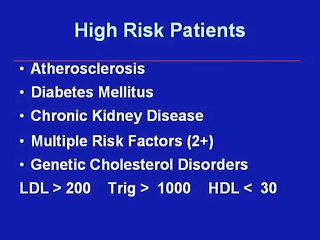 High Risk Patients
• Atherosclerosis
• Diabetes Mellitus
• Chronic Kidney Disease
• Multiple Risk Factors (2+)
• Genetic Cholesterol Disorders
LDL > 200 Trig > 1000 HDL < 30